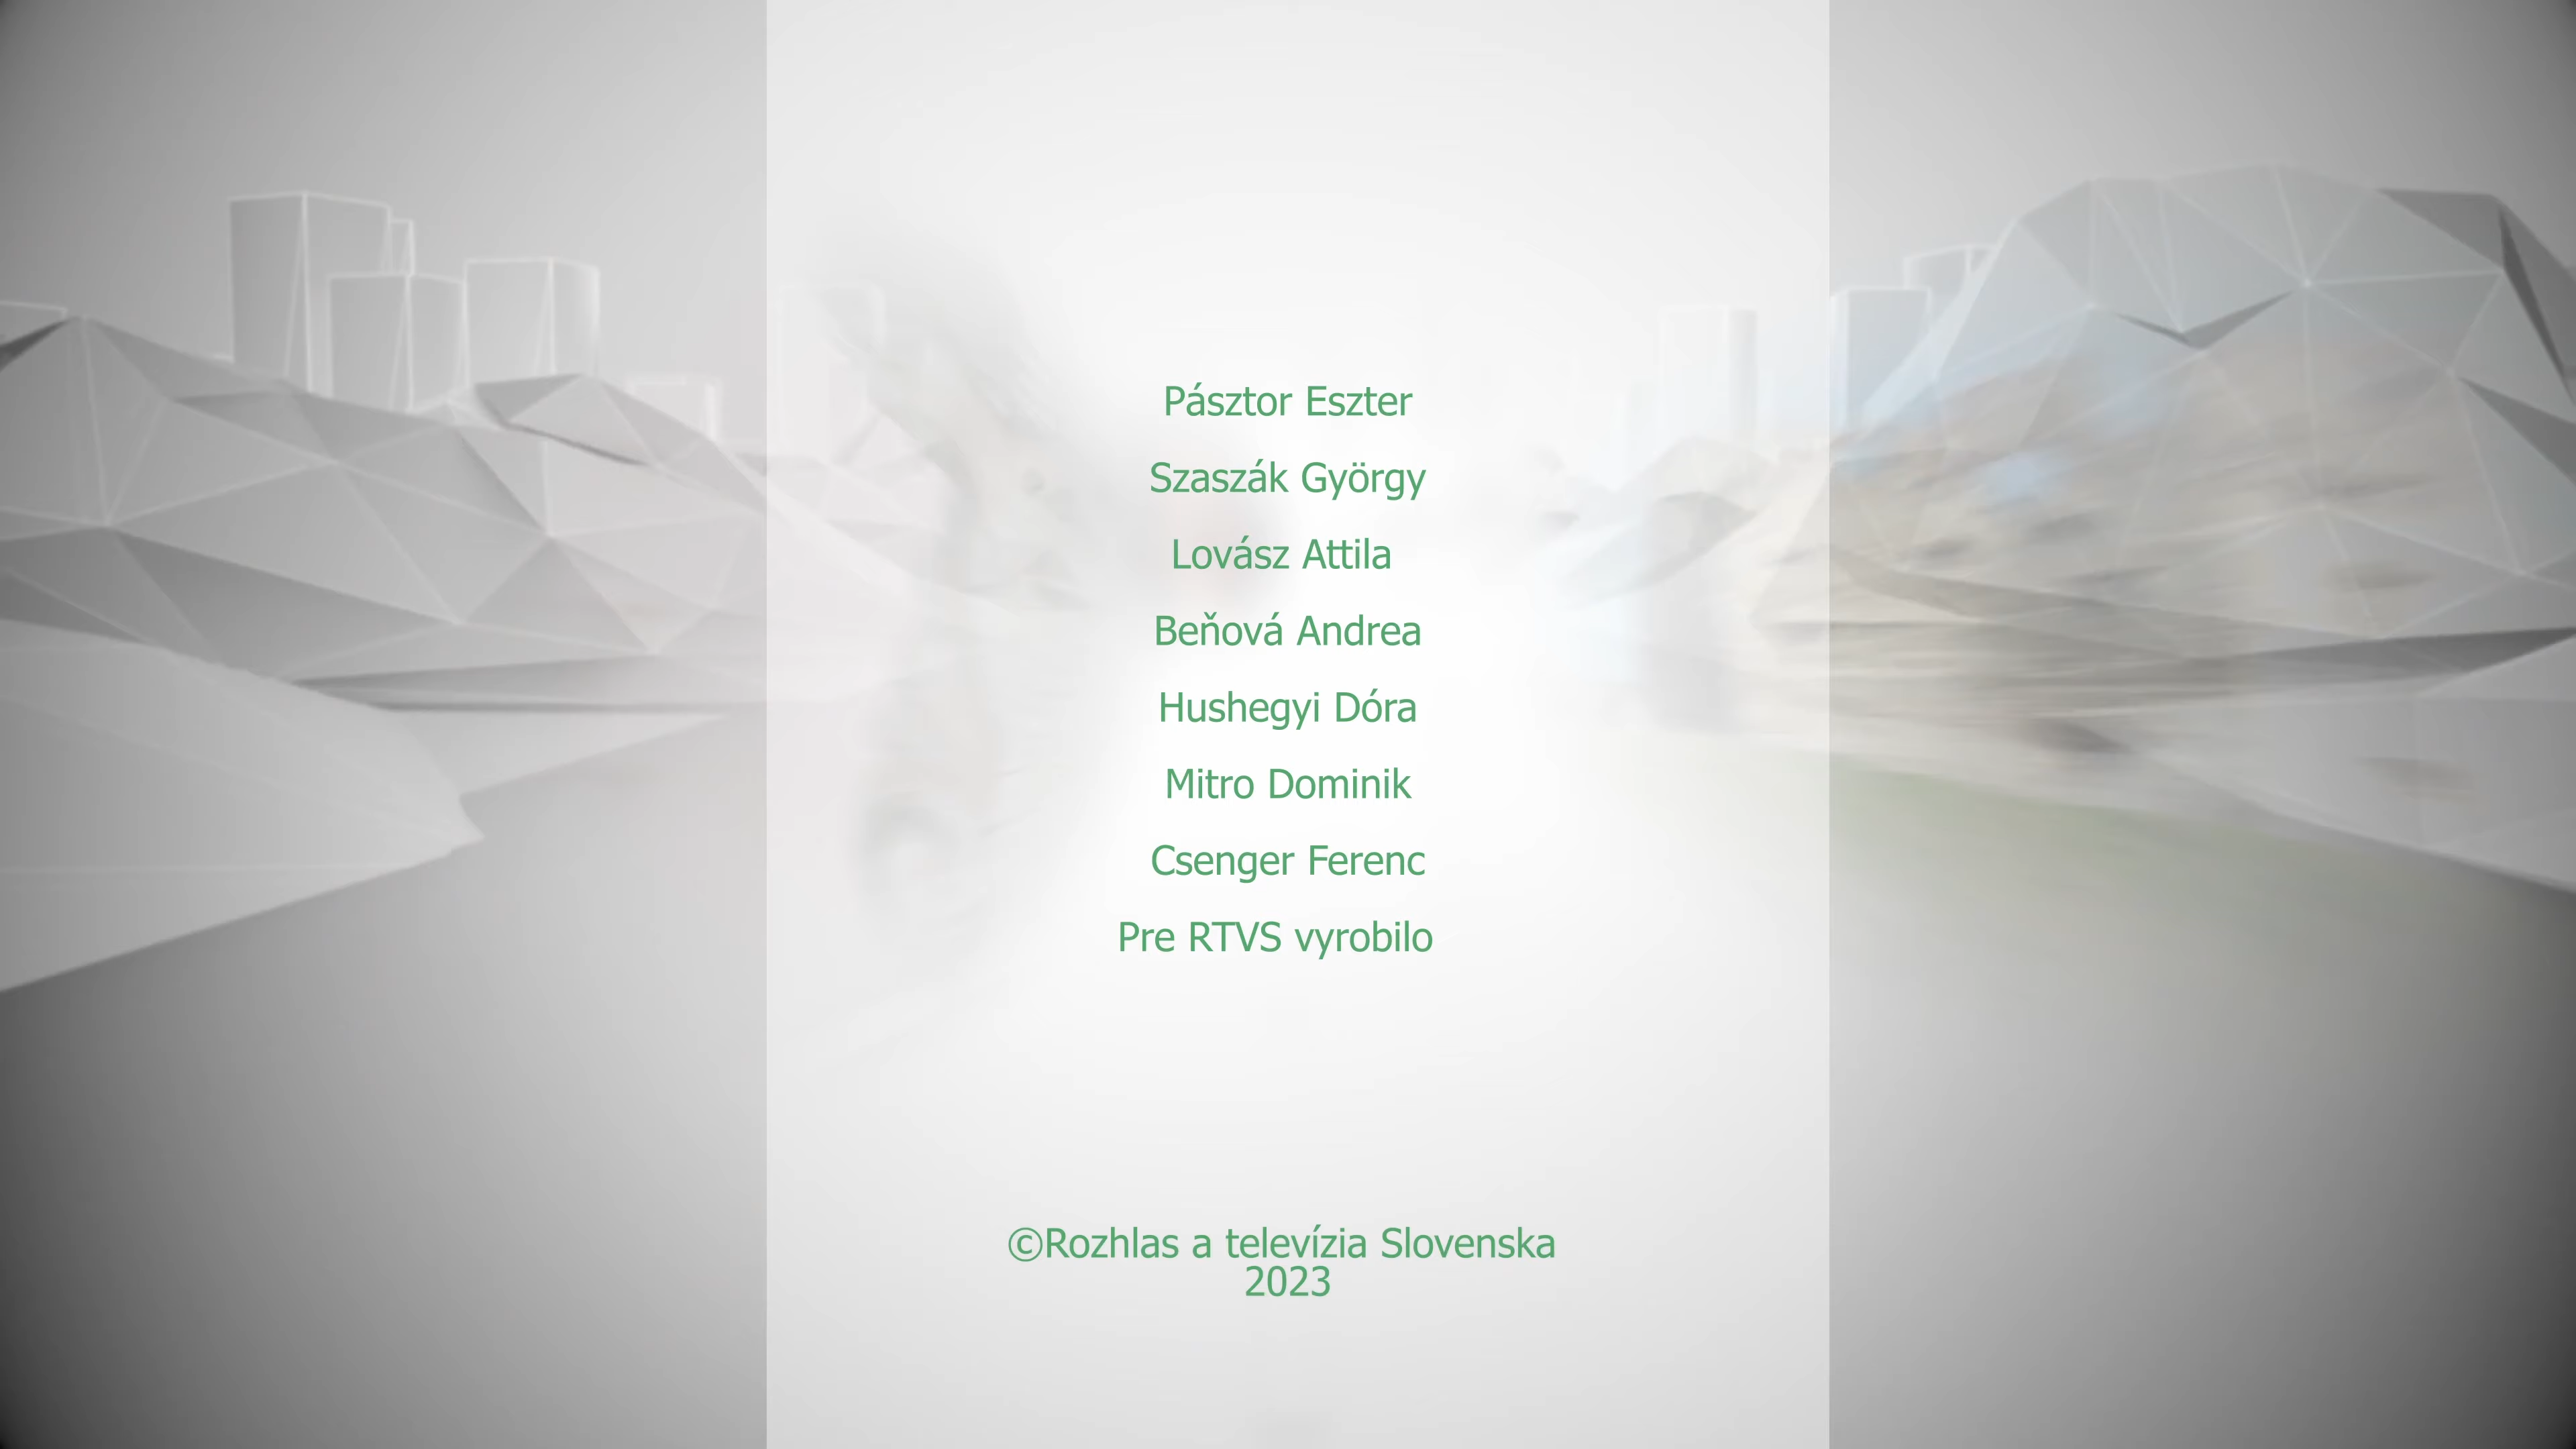 Pásztor Eszter
Szaszák György
Lovász Attila
Beňová Andrea
Hushegyi Dóra
Mitro Dominik
Csenger Ferenc
Pre RTVS vyrobilo
©Rozhlas a televízia Slovenska
2023